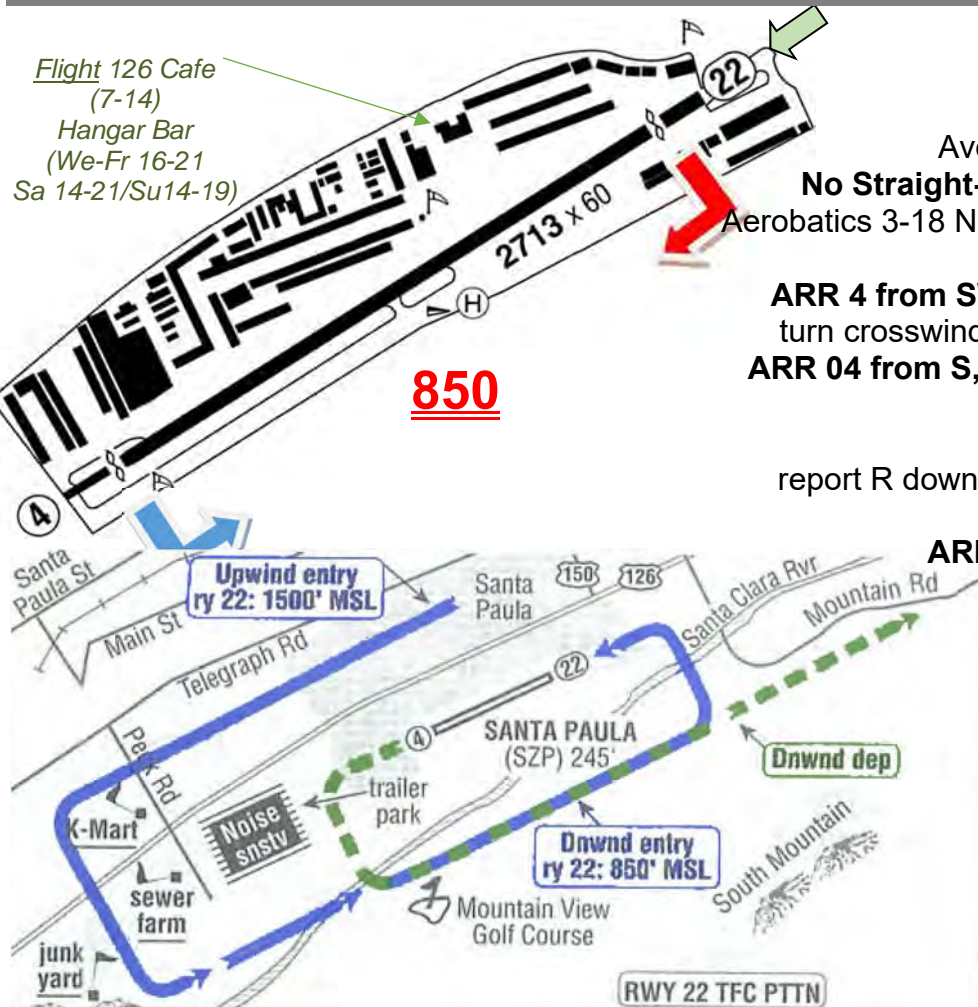 Flight 126 Cafe
(7-14)
Hangar Bar
(We-Fr 16-21
Sa 14-21/Su14-19)
22
2713 x 60
H
850
4
No Straight-
Aerobatics 3-18 N
ARR 4 from
turn crosswind
ARR 04 from S,
report R down
Santa
Paula St
Main St
Telegraph Rd
Peck Rd
Upwind entry
ry 22: 1500' MSL
Santa
Paula
150
126
Santa Clara Rvr
Mountain Rd
22
4
SANTA PAULA
(SZP) 245'
Dnwnd dep
trailer
park
Noise
snstv
K-Mart
sewer
farm
junk
yard
Dnwnd entry
ry 22: 850' MSL
South Mountain
Mountain View
Golf Course
RWY 22 TFC PTTN